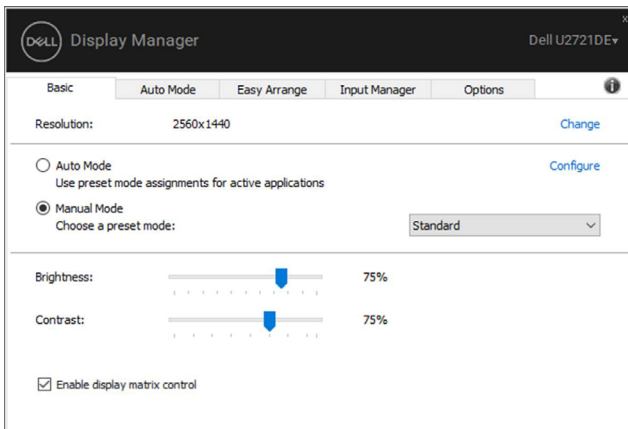 x
DELL Display Manager Dell U2721DE▾
Basic Auto Mode Easy Arrange Input Manager Options i
Resolution: 2560x1440 Change
Auto Mode Configure
Use preset mode assignments for active applications
Manual Mode
Choose a preset mode: Standard
Brightness: 75%
Contrast: 75%
Enable display matrix control